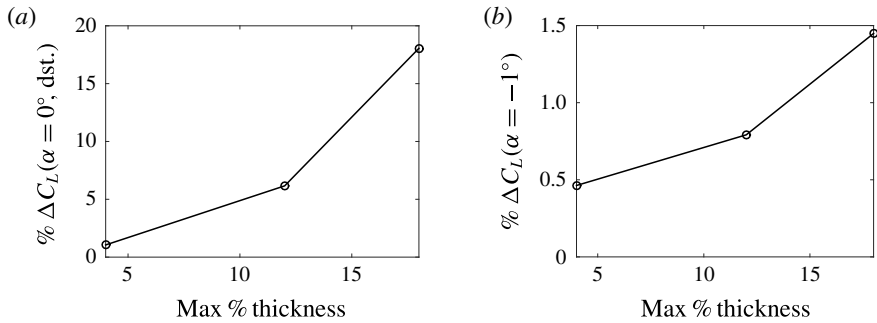 (a)
% ΔC_L(α = 0°, dst.)
20
15
10
5
0
5 10 15
Max % thickness
(b)
% ΔC_L(α = −1°)
1.5
1.0
0.5
0
5 10 15
Max % thickness